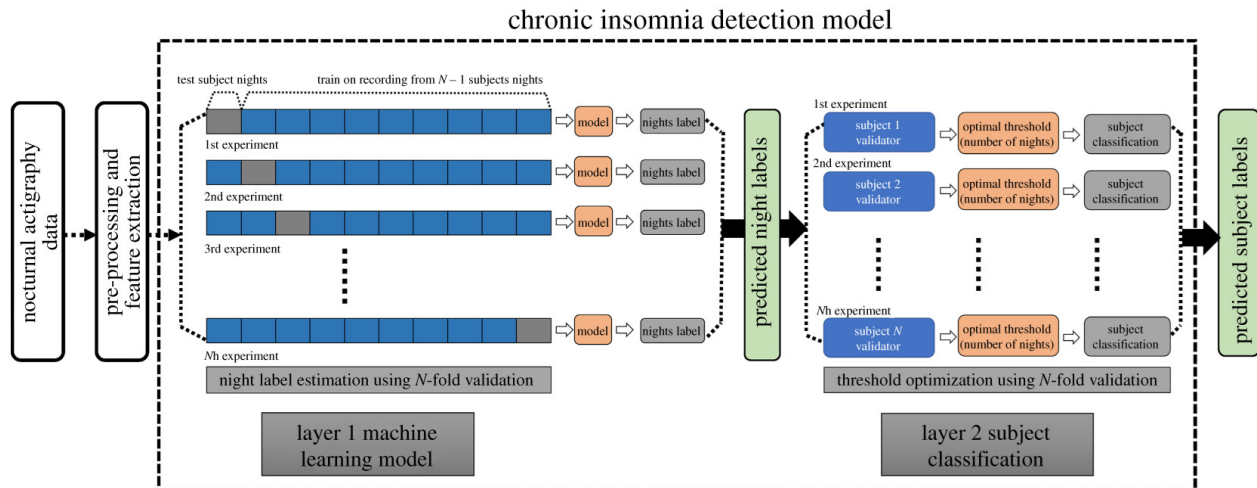 chronic insomnia detection model
nocturnal actigraphy
data
pre-processing and
feature extraction
test subject nights
train on recording from N – 1 subjects nights
model
nights label
1st experiment
model
nights label
2nd experiment
model
nights label
3rd experiment
model
nights label
Nh experiment
night label estimation using N-fold validation
layer 1 machine
learning model
predicted night labels
1st experiment
subject 1
validator
optimal threshold
(number of nights)
subject
classification
2nd experiment
subject 2
validator
optimal threshold
(number of nights)
subject
classification
Nh experiment
subject N
validator
optimal threshold
(number of nights)
subject
classification
threshold optimization using N-fold validation
layer 2 subject
classification
predicted subject labels